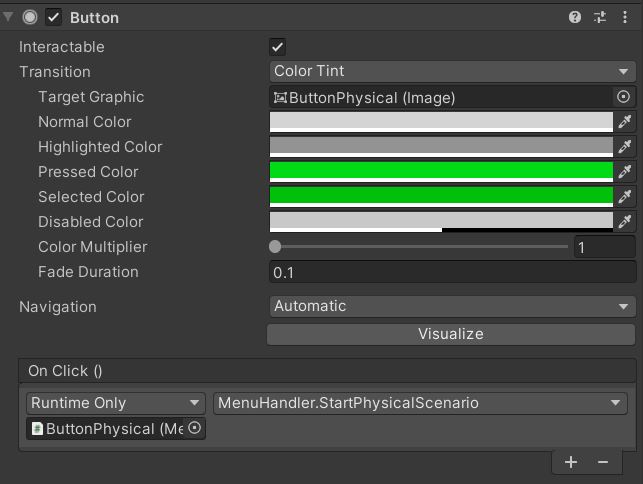 Button
Interactable
Transition Color Tint
Target Graphic ButtonPhysical (Image)
Normal Color
Highlighted Color
Pressed Color
Selected Color
Disabled Color
Color Multiplier 1
Fade Duration 0.1
Navigation Automatic
Visualize
On Click ()
Runtime Only MenuHandler.StartPhysicalScenario
# ButtonPhysical (Me